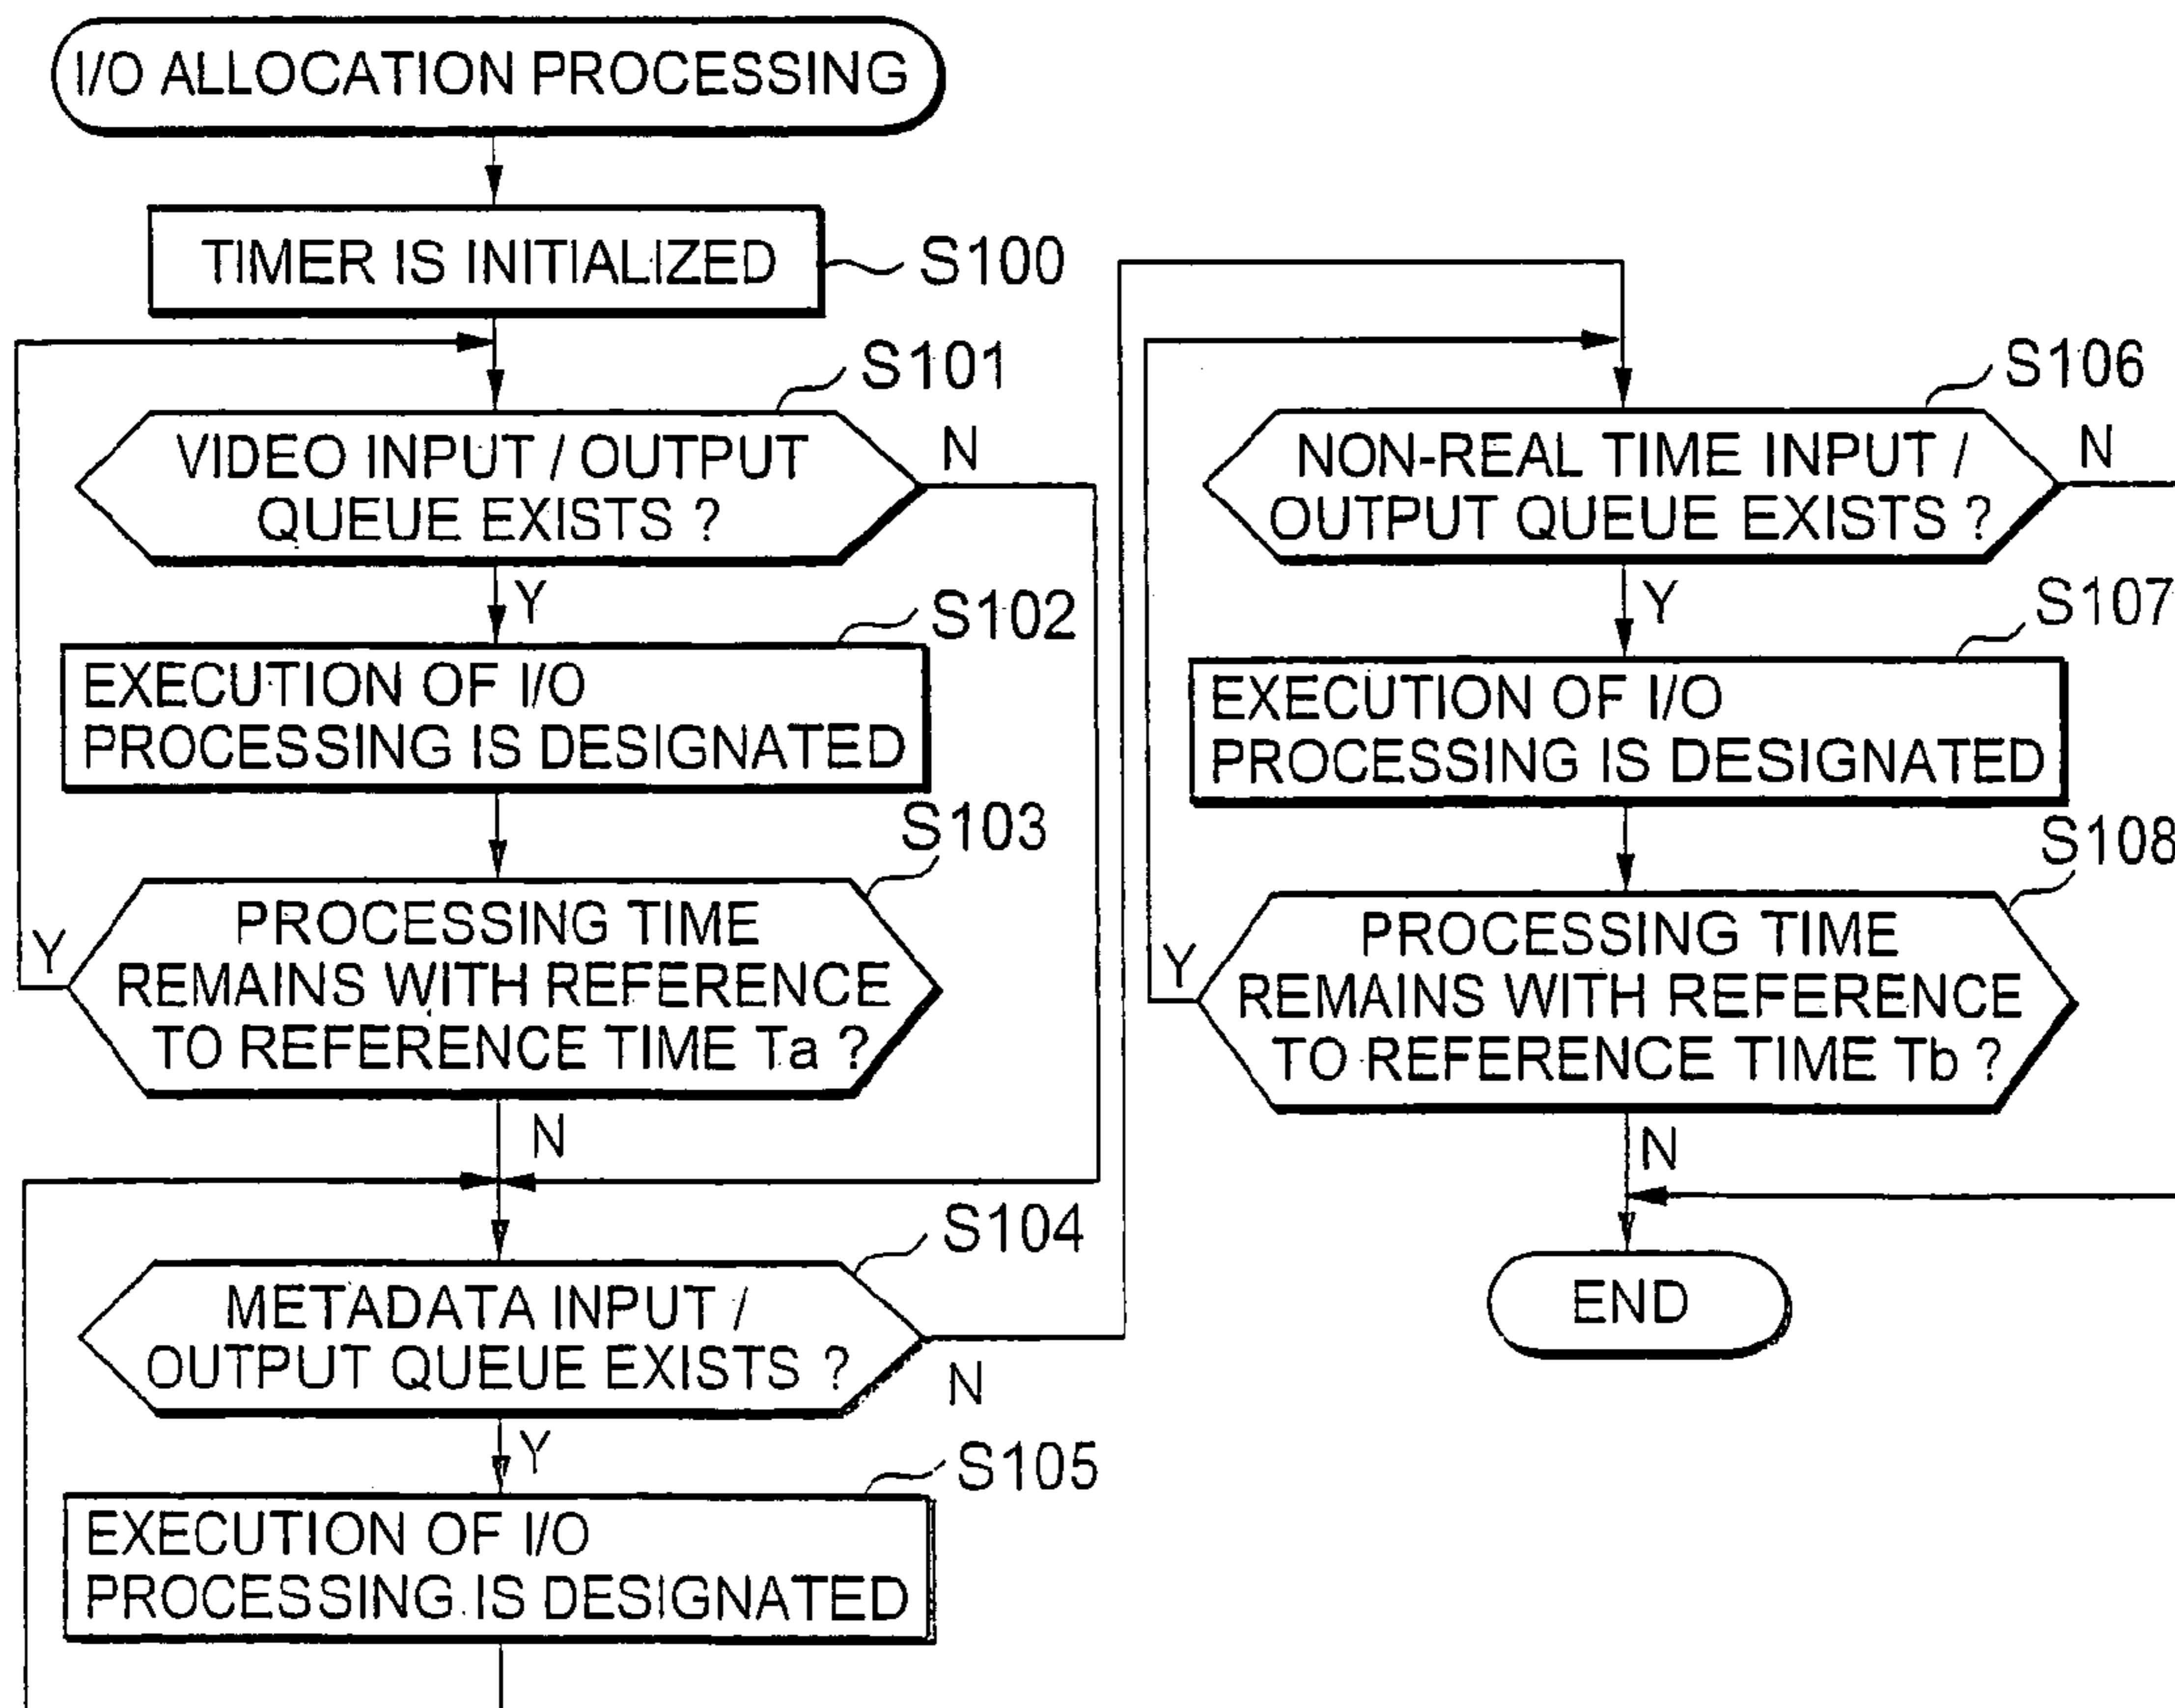 I/O ALLOCATION PROCESSING
TIMER IS INITIALIZED
S100
S101
VIDEO INPUT / OUTPUT
QUEUE EXISTS ?
N
Y
S102
EXECUTION OF I/O
PROCESSING IS DESIGNATED
S103
PROCESSING TIME
REMAINS WITH REFERENCE
TO REFERENCE TIME Ta ?
Y
N
S104
METADATA INPUT /
OUTPUT QUEUE EXISTS ?
N
Y
S105
EXECUTION OF I/O
PROCESSING IS DESIGNATED
S106
NON-REAL TIME INPUT /
OUTPUT QUEUE EXISTS ?
N
Y
S107
EXECUTION OF I/O
PROCESSING IS DESIGNATED
S108
PROCESSING TIME
REMAINS WITH REFERENCE
TO REFERENCE TIME Tb ?
Y
N
END